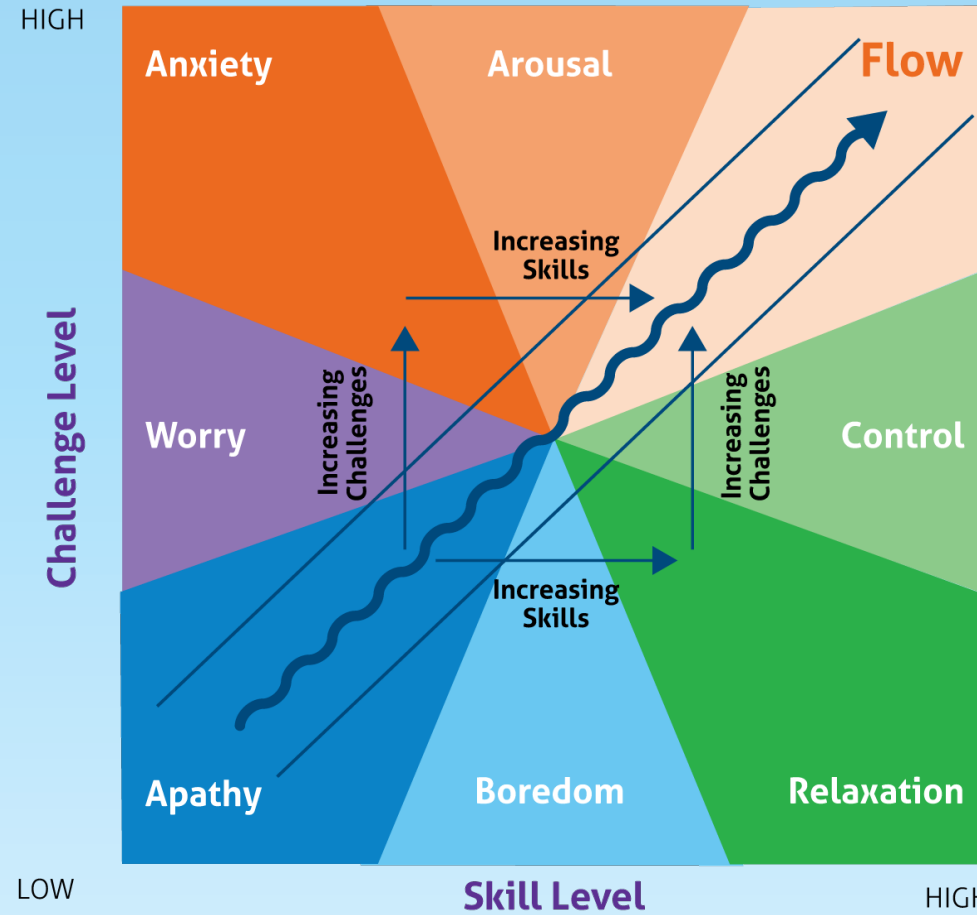 HIGH
Anxiety
Arousal
Flow
Increasing
Skills
Challenge Level
Worry
Increasing
Challenges
Increasing
Challenges
Control
Increasing
Skills
Apathy
Boredom
Relaxation
LOW
Skill Level
HIGH